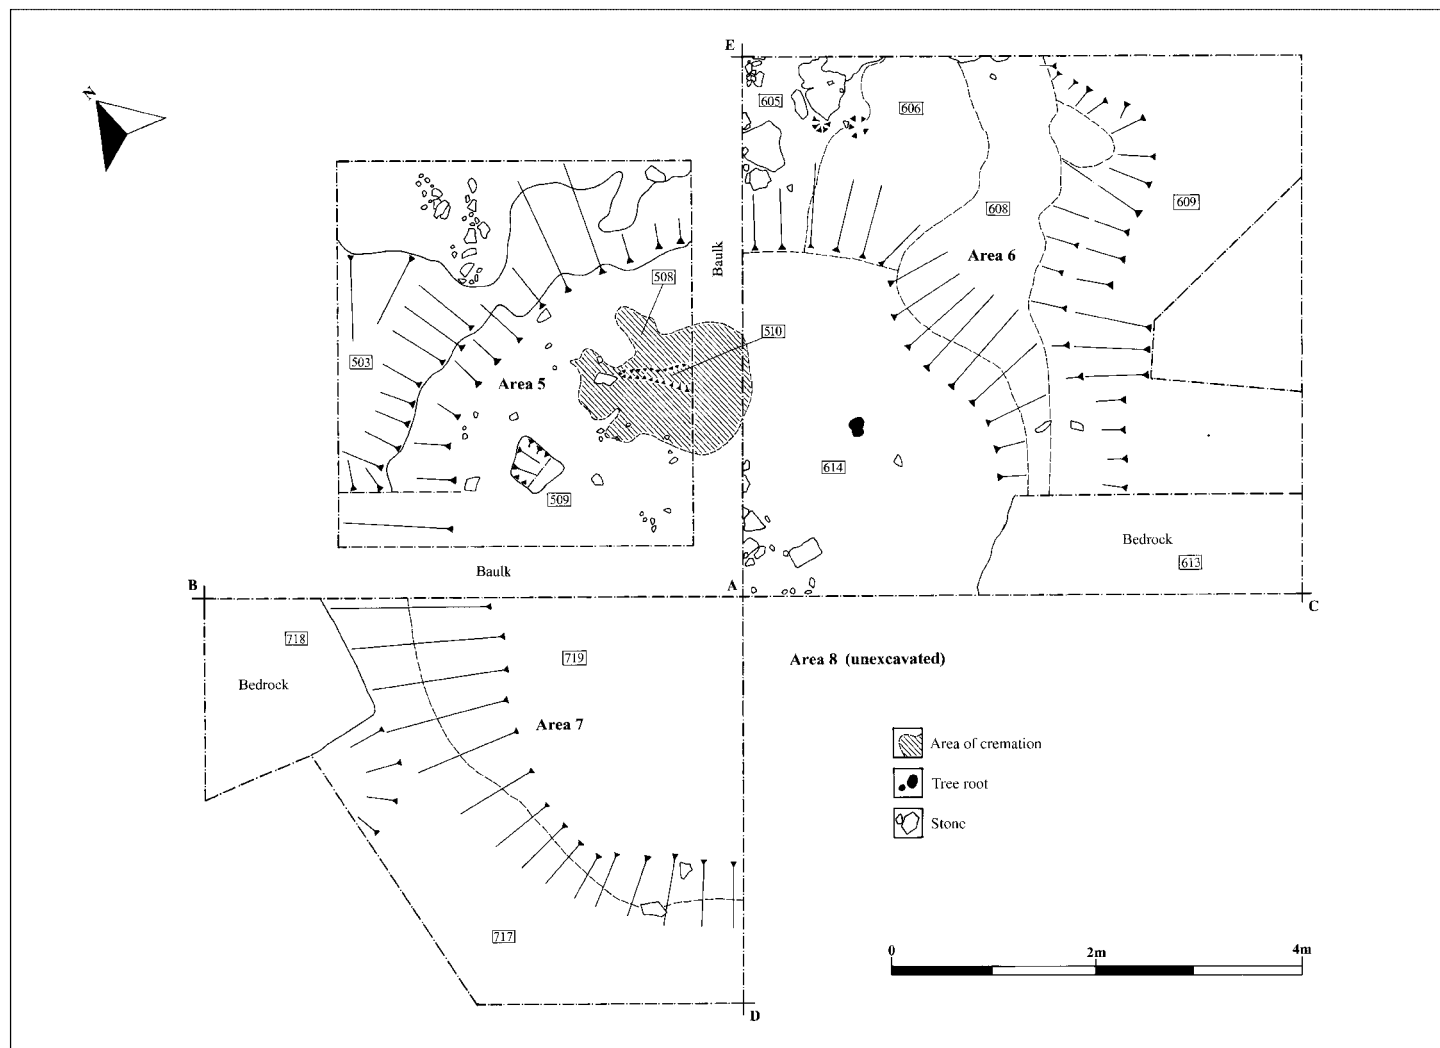 N
E
605
606
609
608
Area 6
Baulk
508
510
503
Area 5
614
509
Bedrock
613
Baulk
B
A
C
718
719
Area 8 (unexcavated)
Bedrock
Area 7
Area of cremation
Tree root
Stone
717
0
2m
4m
D